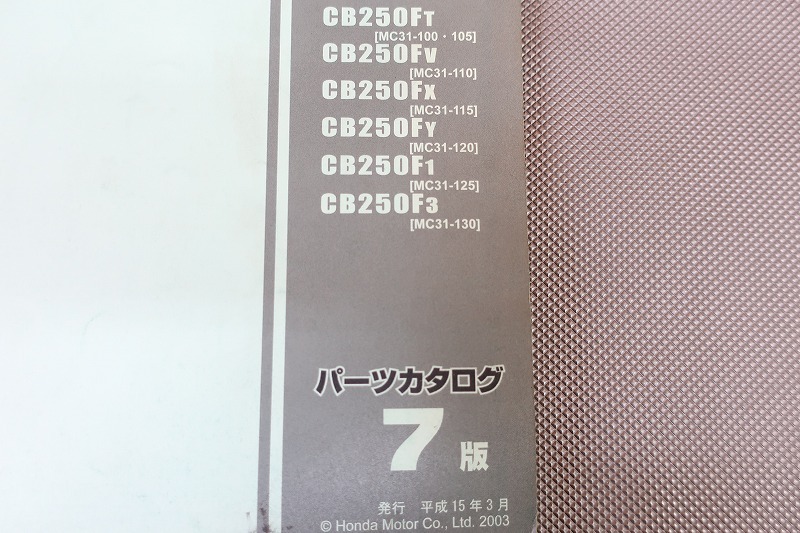 CB250FT
[MC31-100・105]
CB250FV
[MC31-110]
CB250FX
[MC31-115]
CB250FY
[MC31-120]
CB250F1
[MC31-125]
CB250F3
[MC31-130]
パーツカタログ
7 版
発行 平成15年3月
© Honda Motor Co., Ltd. 2003